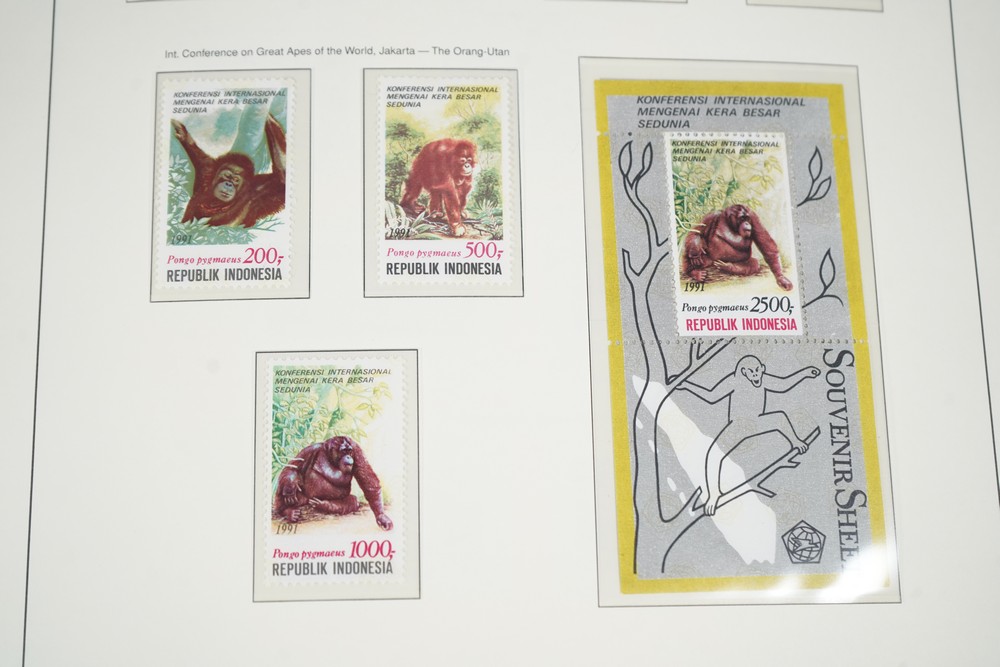 Int. Conference on Great Apes of the World, Jakarta — The Orang-Utan
KONFERENSI INTERNASIONAL
MENGENAI KERA BESAR
SEDUNIA
1991
Pongo pygmaeus 200,-
REPUBLIK INDONESIA
KONFERENSI INTERNASIONAL
MENGENAI KERA BESAR
SEDUNIA
1991
Pongo pygmaeus 500,-
REPUBLIK INDONESIA
KONFERENSI INTERNASIONAL
MENGENAI KERA BESAR
SEDUNIA
KONFERENSI INTERNASIONAL
MENGENAI KERA BESAR
SEDUNIA
1991
Pongo pygmaeus 2500,-
REPUBLIK INDONESIA
SOUVENIR SHEE
KONFERENSI INTERNASIONAL
MENGENAI KERA BESAR
SEDUNIA
1991
Pongo pygmaeus 1000,-
REPUBLIK INDONESIA